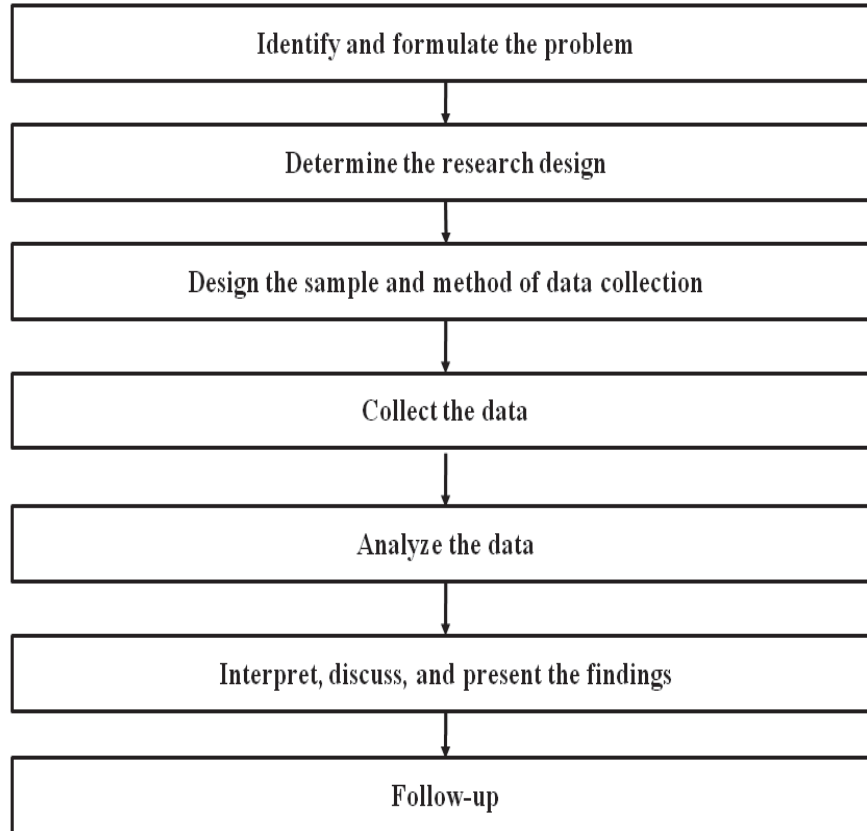 Identify and formulate the problem
Determine the research design
Design the sample and method of data collection
Collect the data
Analyze the data
Interpret, discuss, and present the findings
Follow-up